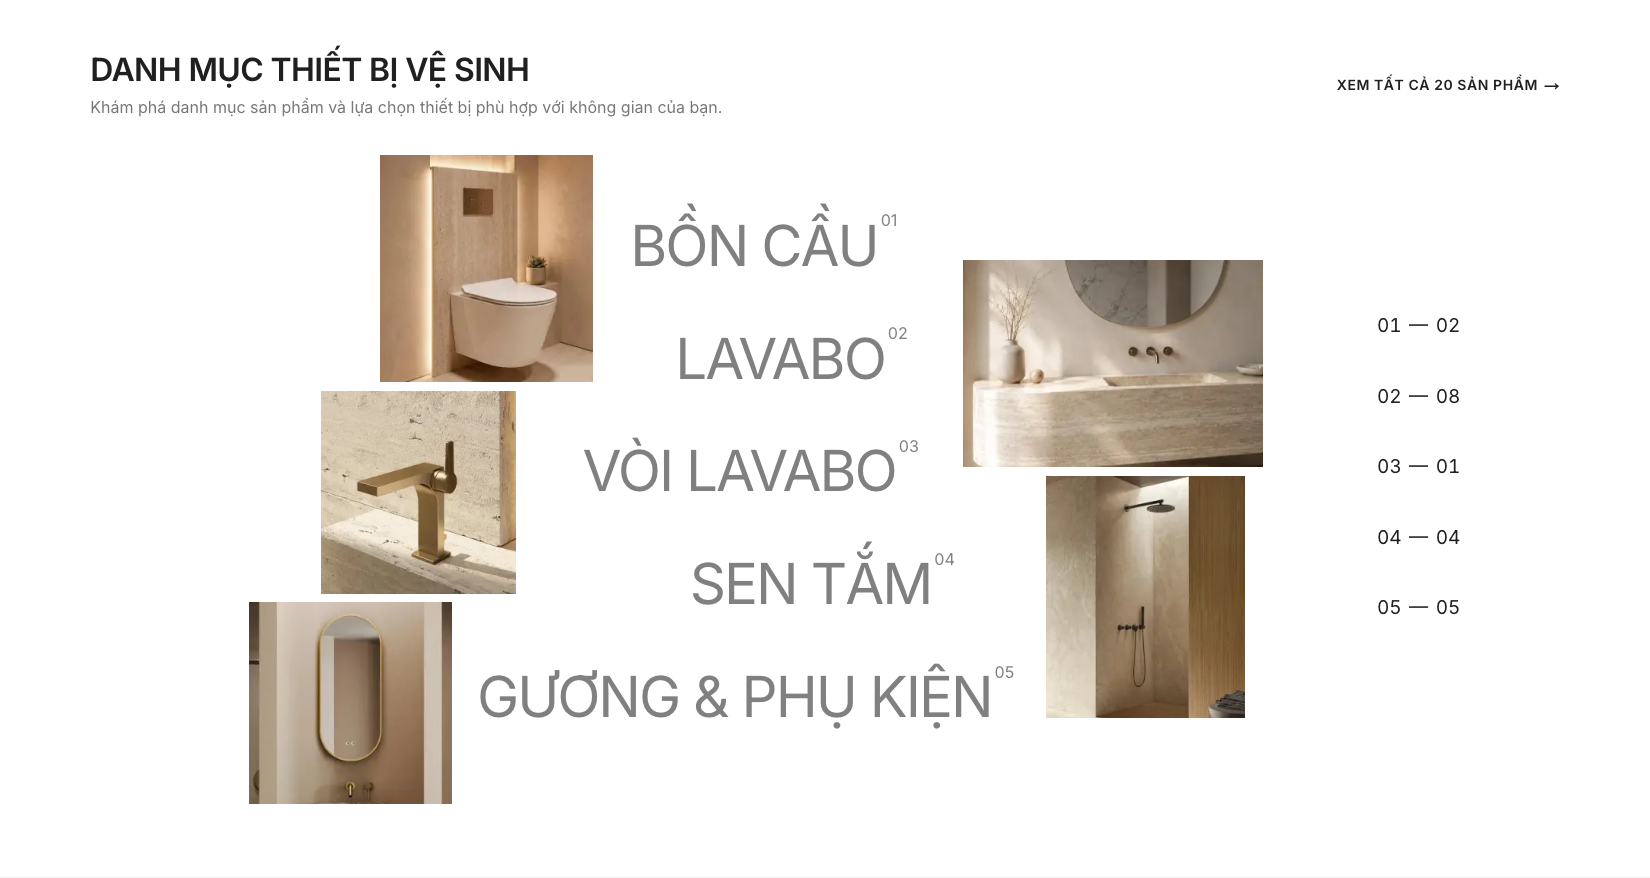 DANH MỤC THIẾT BỊ VỆ SINH
Khám phá danh mục sản phẩm và lựa chọn thiết bị phù hợp với không gian của bạn.
XEM TẤT CẢ 20 SẢN PHẨM →
BỒN CẦU 01
LAVABO 02
VÒI LAVABO 03
SEN TẮM 04
GƯƠNG & PHỤ KIỆN 05
01 — 02
02 — 08
03 — 01
04 — 04
05 — 05